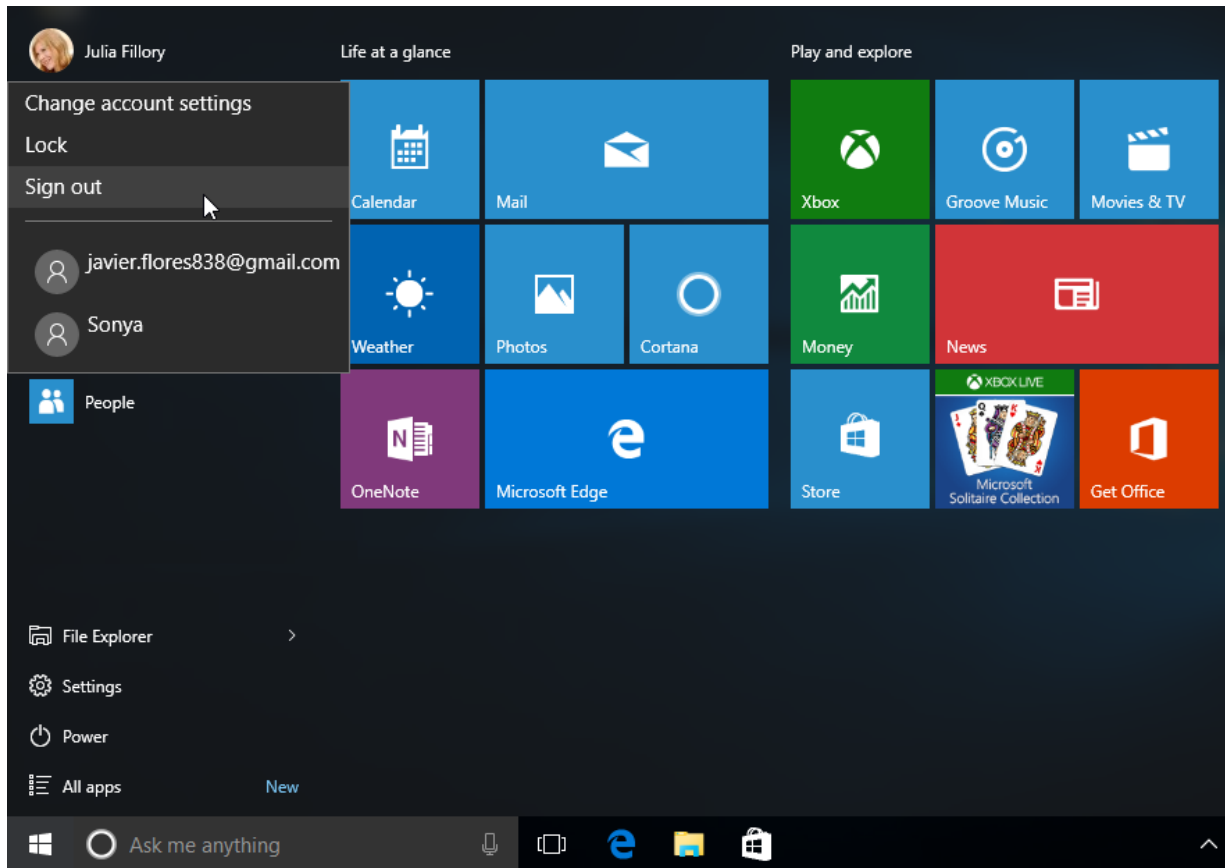 Julia Fillory
Change account settings
Lock
Sign out
javier.flores838@gmail.com
Sonya
People
File Explorer
Settings
Power
All apps New
Life at a glance
Calendar
Mail
Weather
Photos
Cortana
OneNote
Microsoft Edge
Play and explore
Xbox
Groove Music
Movies & TV
Money
News
Store
XBOX LIVE
Microsoft
Solitaire Collection
Get Office
Ask me anything